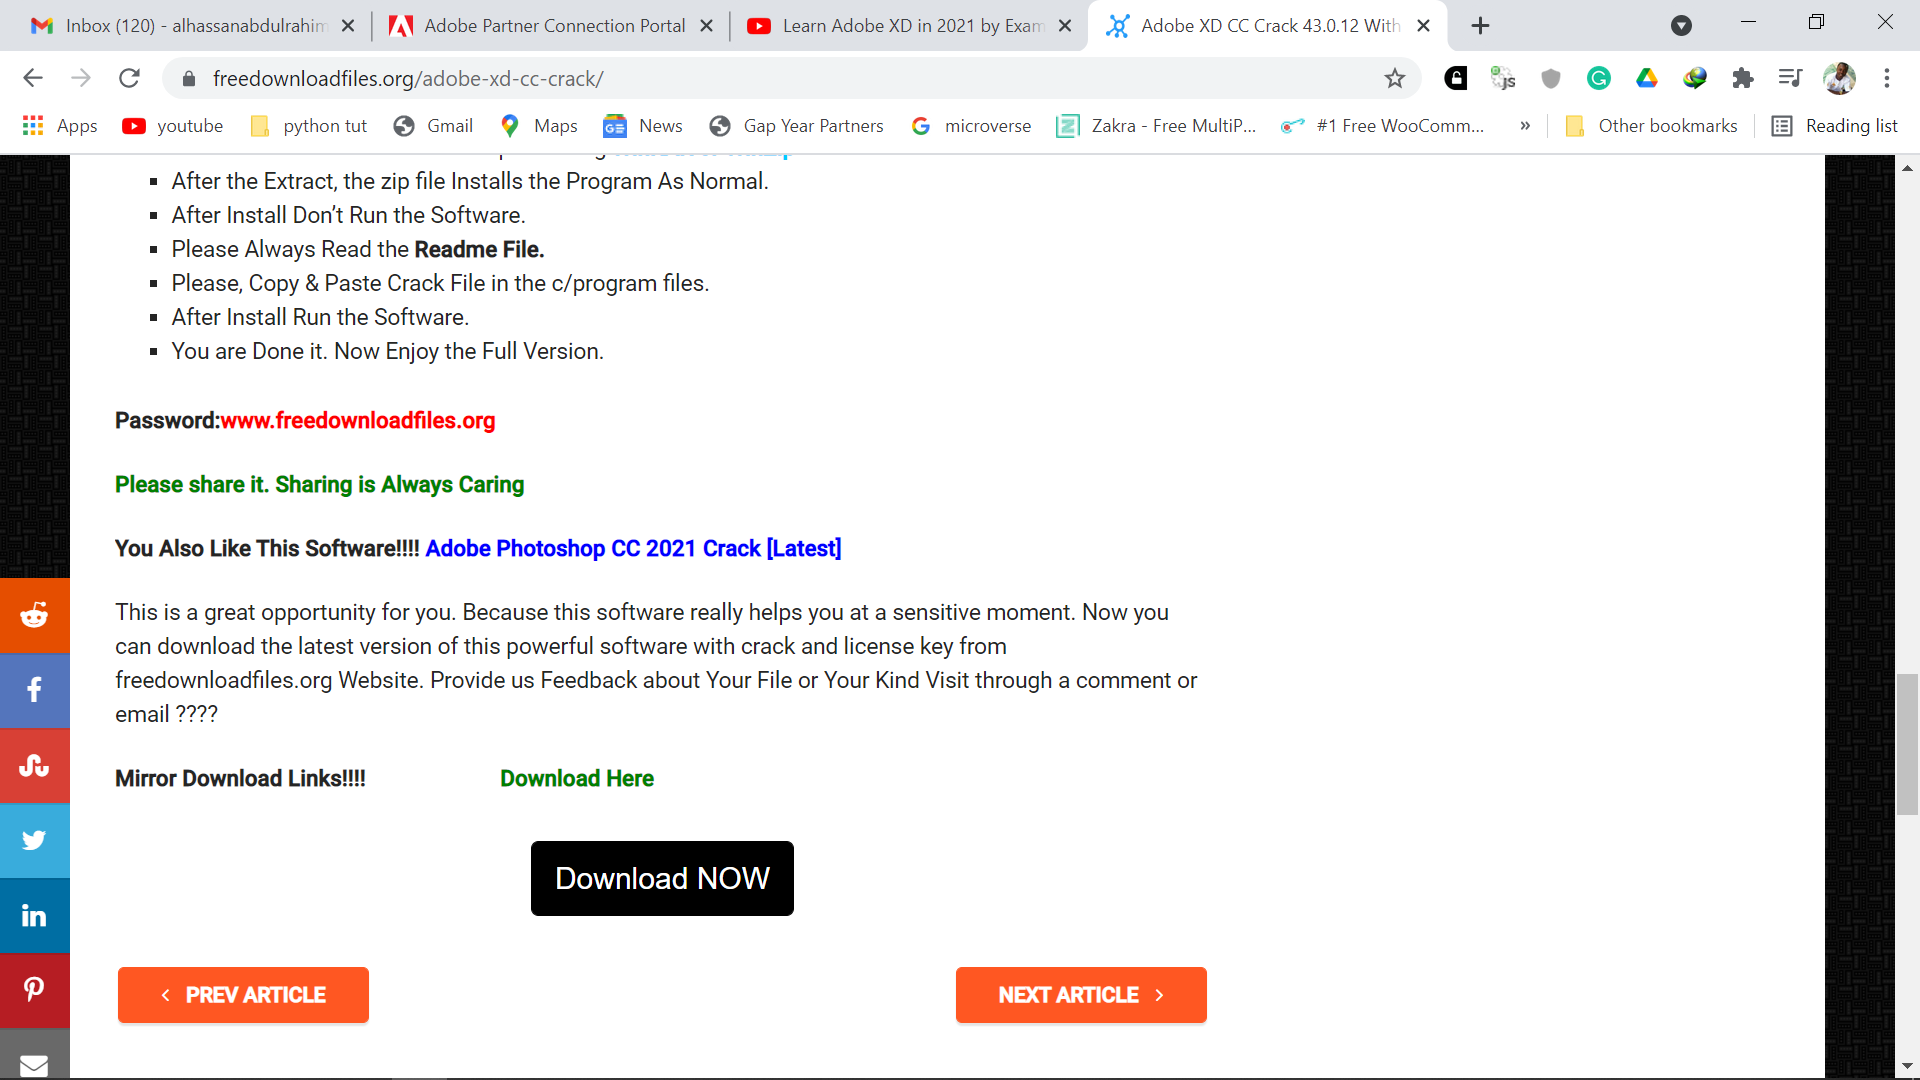 Inbox (120) - alhassanabdulrahim
Adobe Partner Connection Portal
Learn Adobe XD in 2021 by Exam
Adobe XD CC Crack 43.0.12 With
freedownloadfiles.org/adobe-xd-cc-crack/
Apps
youtube
python tut
Gmail
Maps
News
Gap Year Partners
microverse
Zakra - Free MultiP...
#1 Free WooComm...
»
Other bookmarks
Reading list
After the Extract, the zip file Installs the Program As Normal.
After Install Don’t Run the Software.
Please Always Read the Readme File.
Please, Copy & Paste Crack File in the c/program files.
After Install Run the Software.
You are Done it. Now Enjoy the Full Version.
Password:www.freedownloadfiles.org
Please share it. Sharing is Always Caring
You Also Like This Software!!!! Adobe Photoshop CC 2021 Crack [Latest]
This is a great opportunity for you. Because this software really helps you at a sensitive moment. Now you
can download the latest version of this powerful software with crack and license key from
freedownloadfiles.org Website. Provide us Feedback about Your File or Your Kind Visit through a comment or
email ????
Mirror Download Links!!!! Download Here
Download NOW
PREV ARTICLE
NEXT ARTICLE